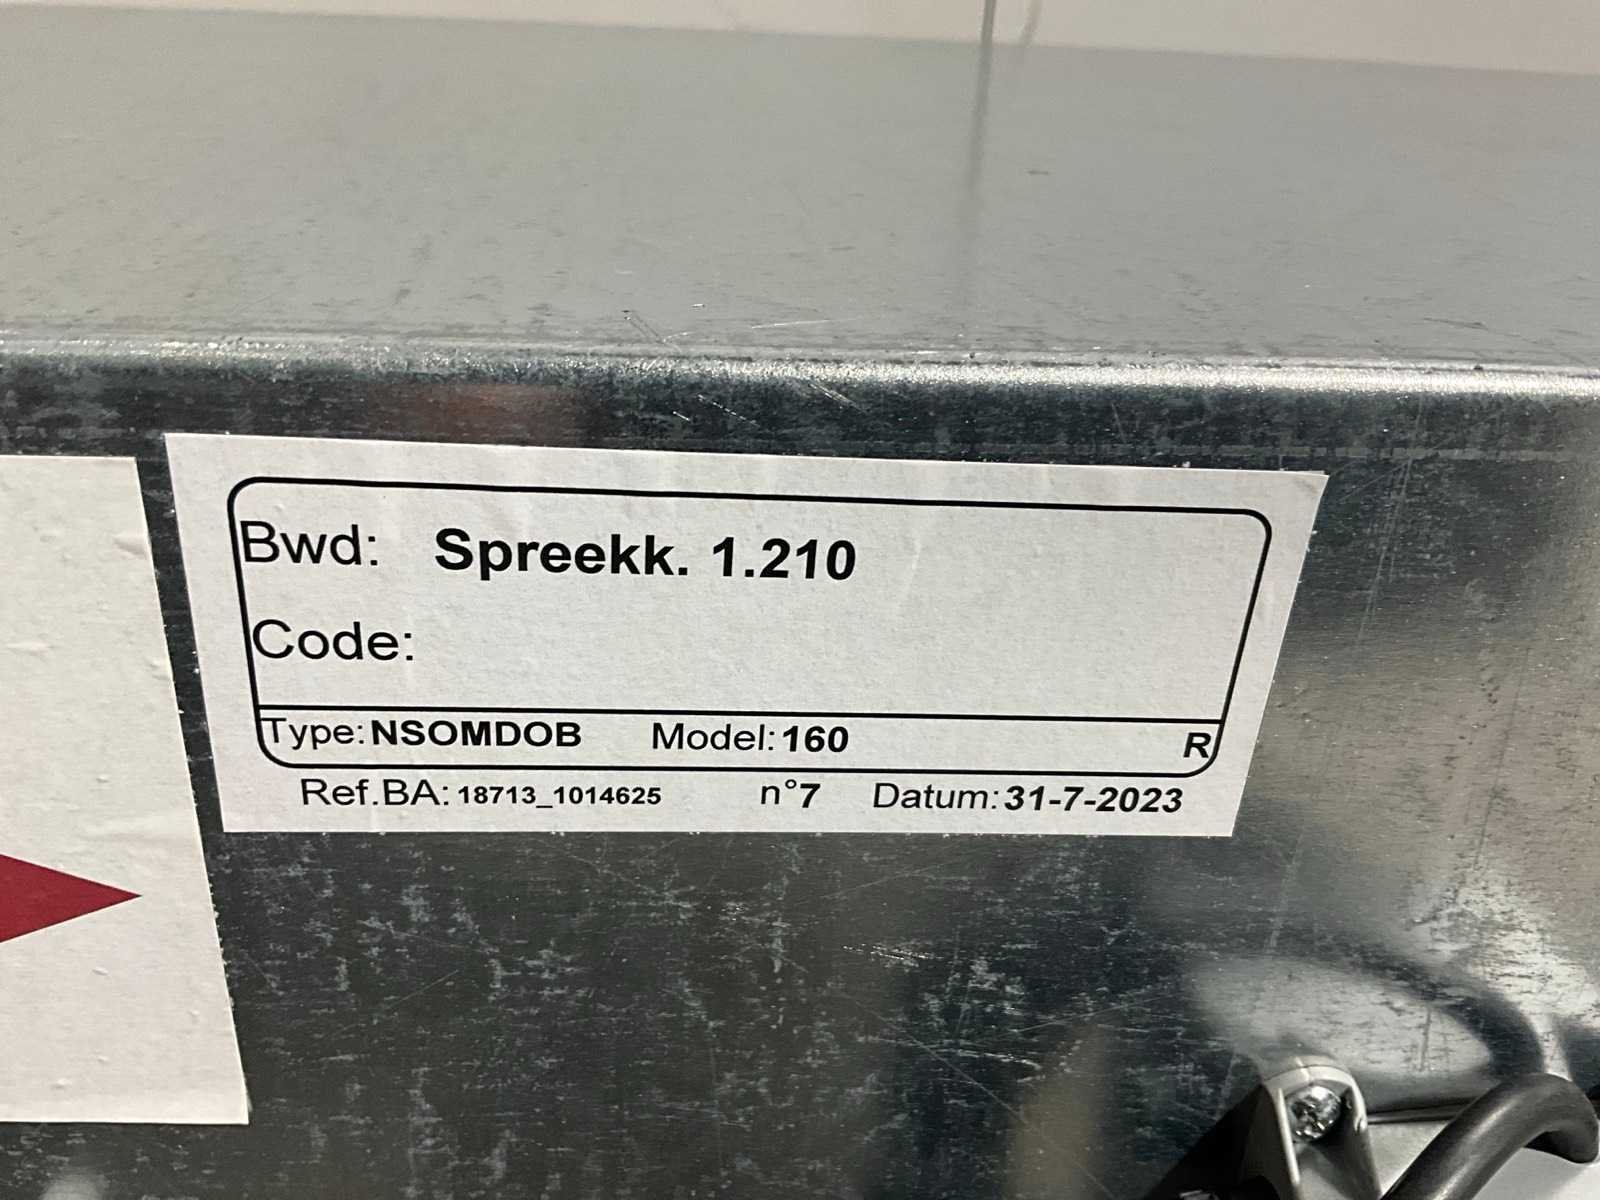 Bwd: Spreekk. 1.210
Code:
Type: NSOMDOB Model: 160 R
Ref.BA: 18713_1014625 n°7 Datum: 31-7-2023